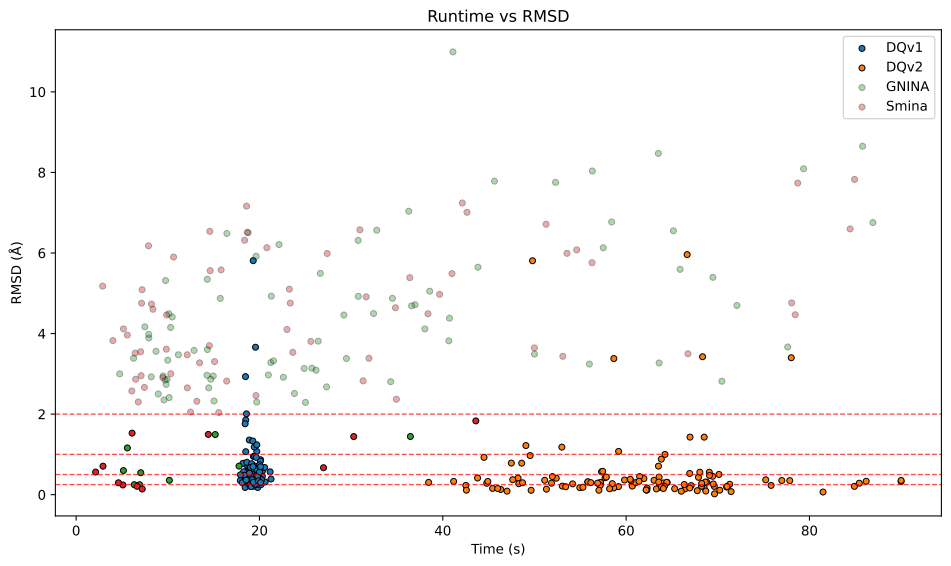 Runtime vs RMSD
DQv1
DQv2
GNINA
Smina
RMSD (Å)
10
8
6
4
2
0
0 20 40 60 80
Time (s)